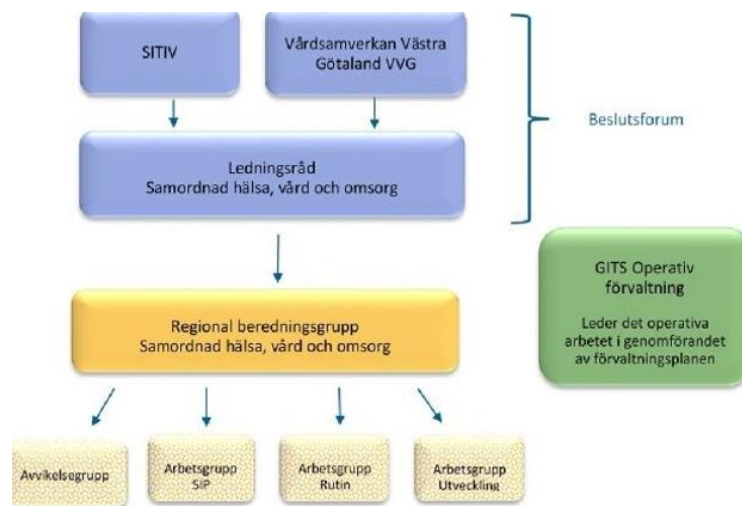 SITIV
Vårdsamverkan Västra
Götaland VVG
Beslutsforum
Ledningsråd
Samordnad hälsa, vård och omsorg
GITS Operativ
förvaltning
Leder det operativa
arbetet i genomförandet
av förvaltningsplanen
Regional beredningsgrupp
Samordnad hälsa, vård och omsorg
Avvikelsegrupp
Arbetsgrupp
SIP
Arbetsgrupp
Rutin
Arbetsgrupp
Utveckling